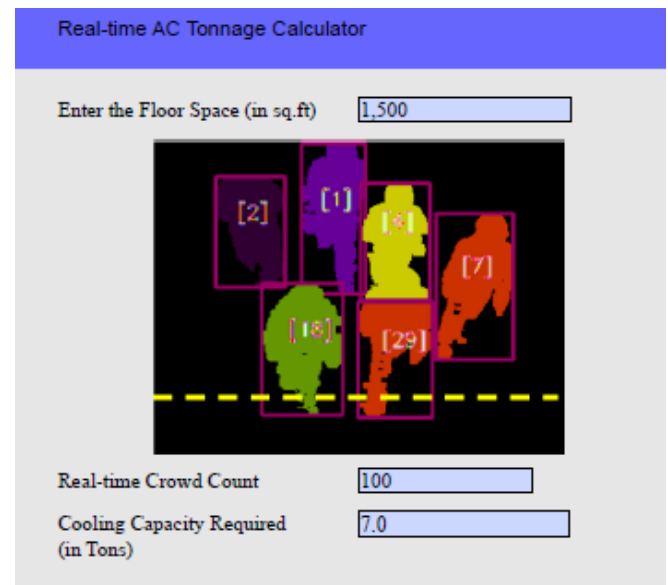 Real-time AC Tonnage Calculator
Enter the Floor Space (in sq.ft) 1,500
[2] [1]
[7]
[18] [29]
Real-time Crowd Count 100
Cooling Capacity Required 7.0
(in Tons)